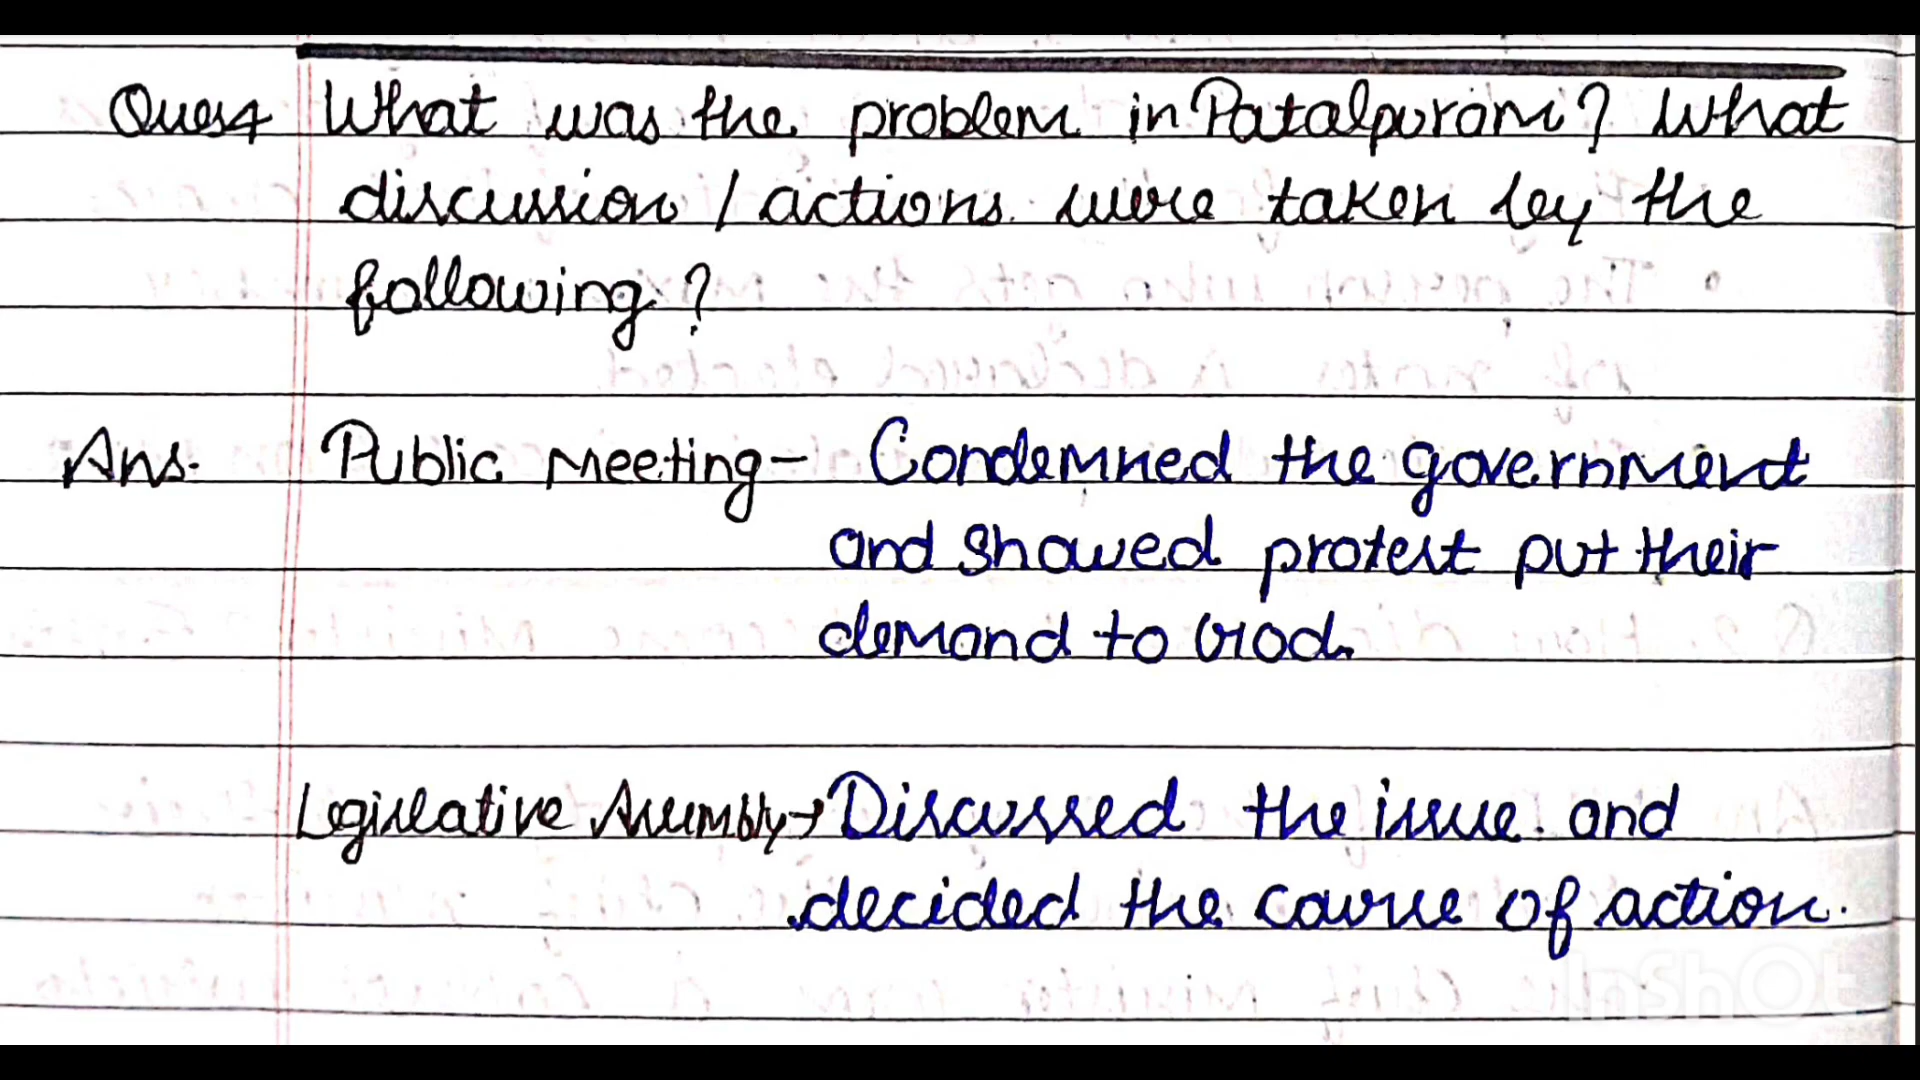 Ques4 What was the problem in Patalpuram? What
discussion / actions were taken by the
following?
Ans. Public Meeting - Condemned the government
and showed protest put their
demand to God.
Legislative Assembly → Discussed the issue and
decided the course of action.
InShOt